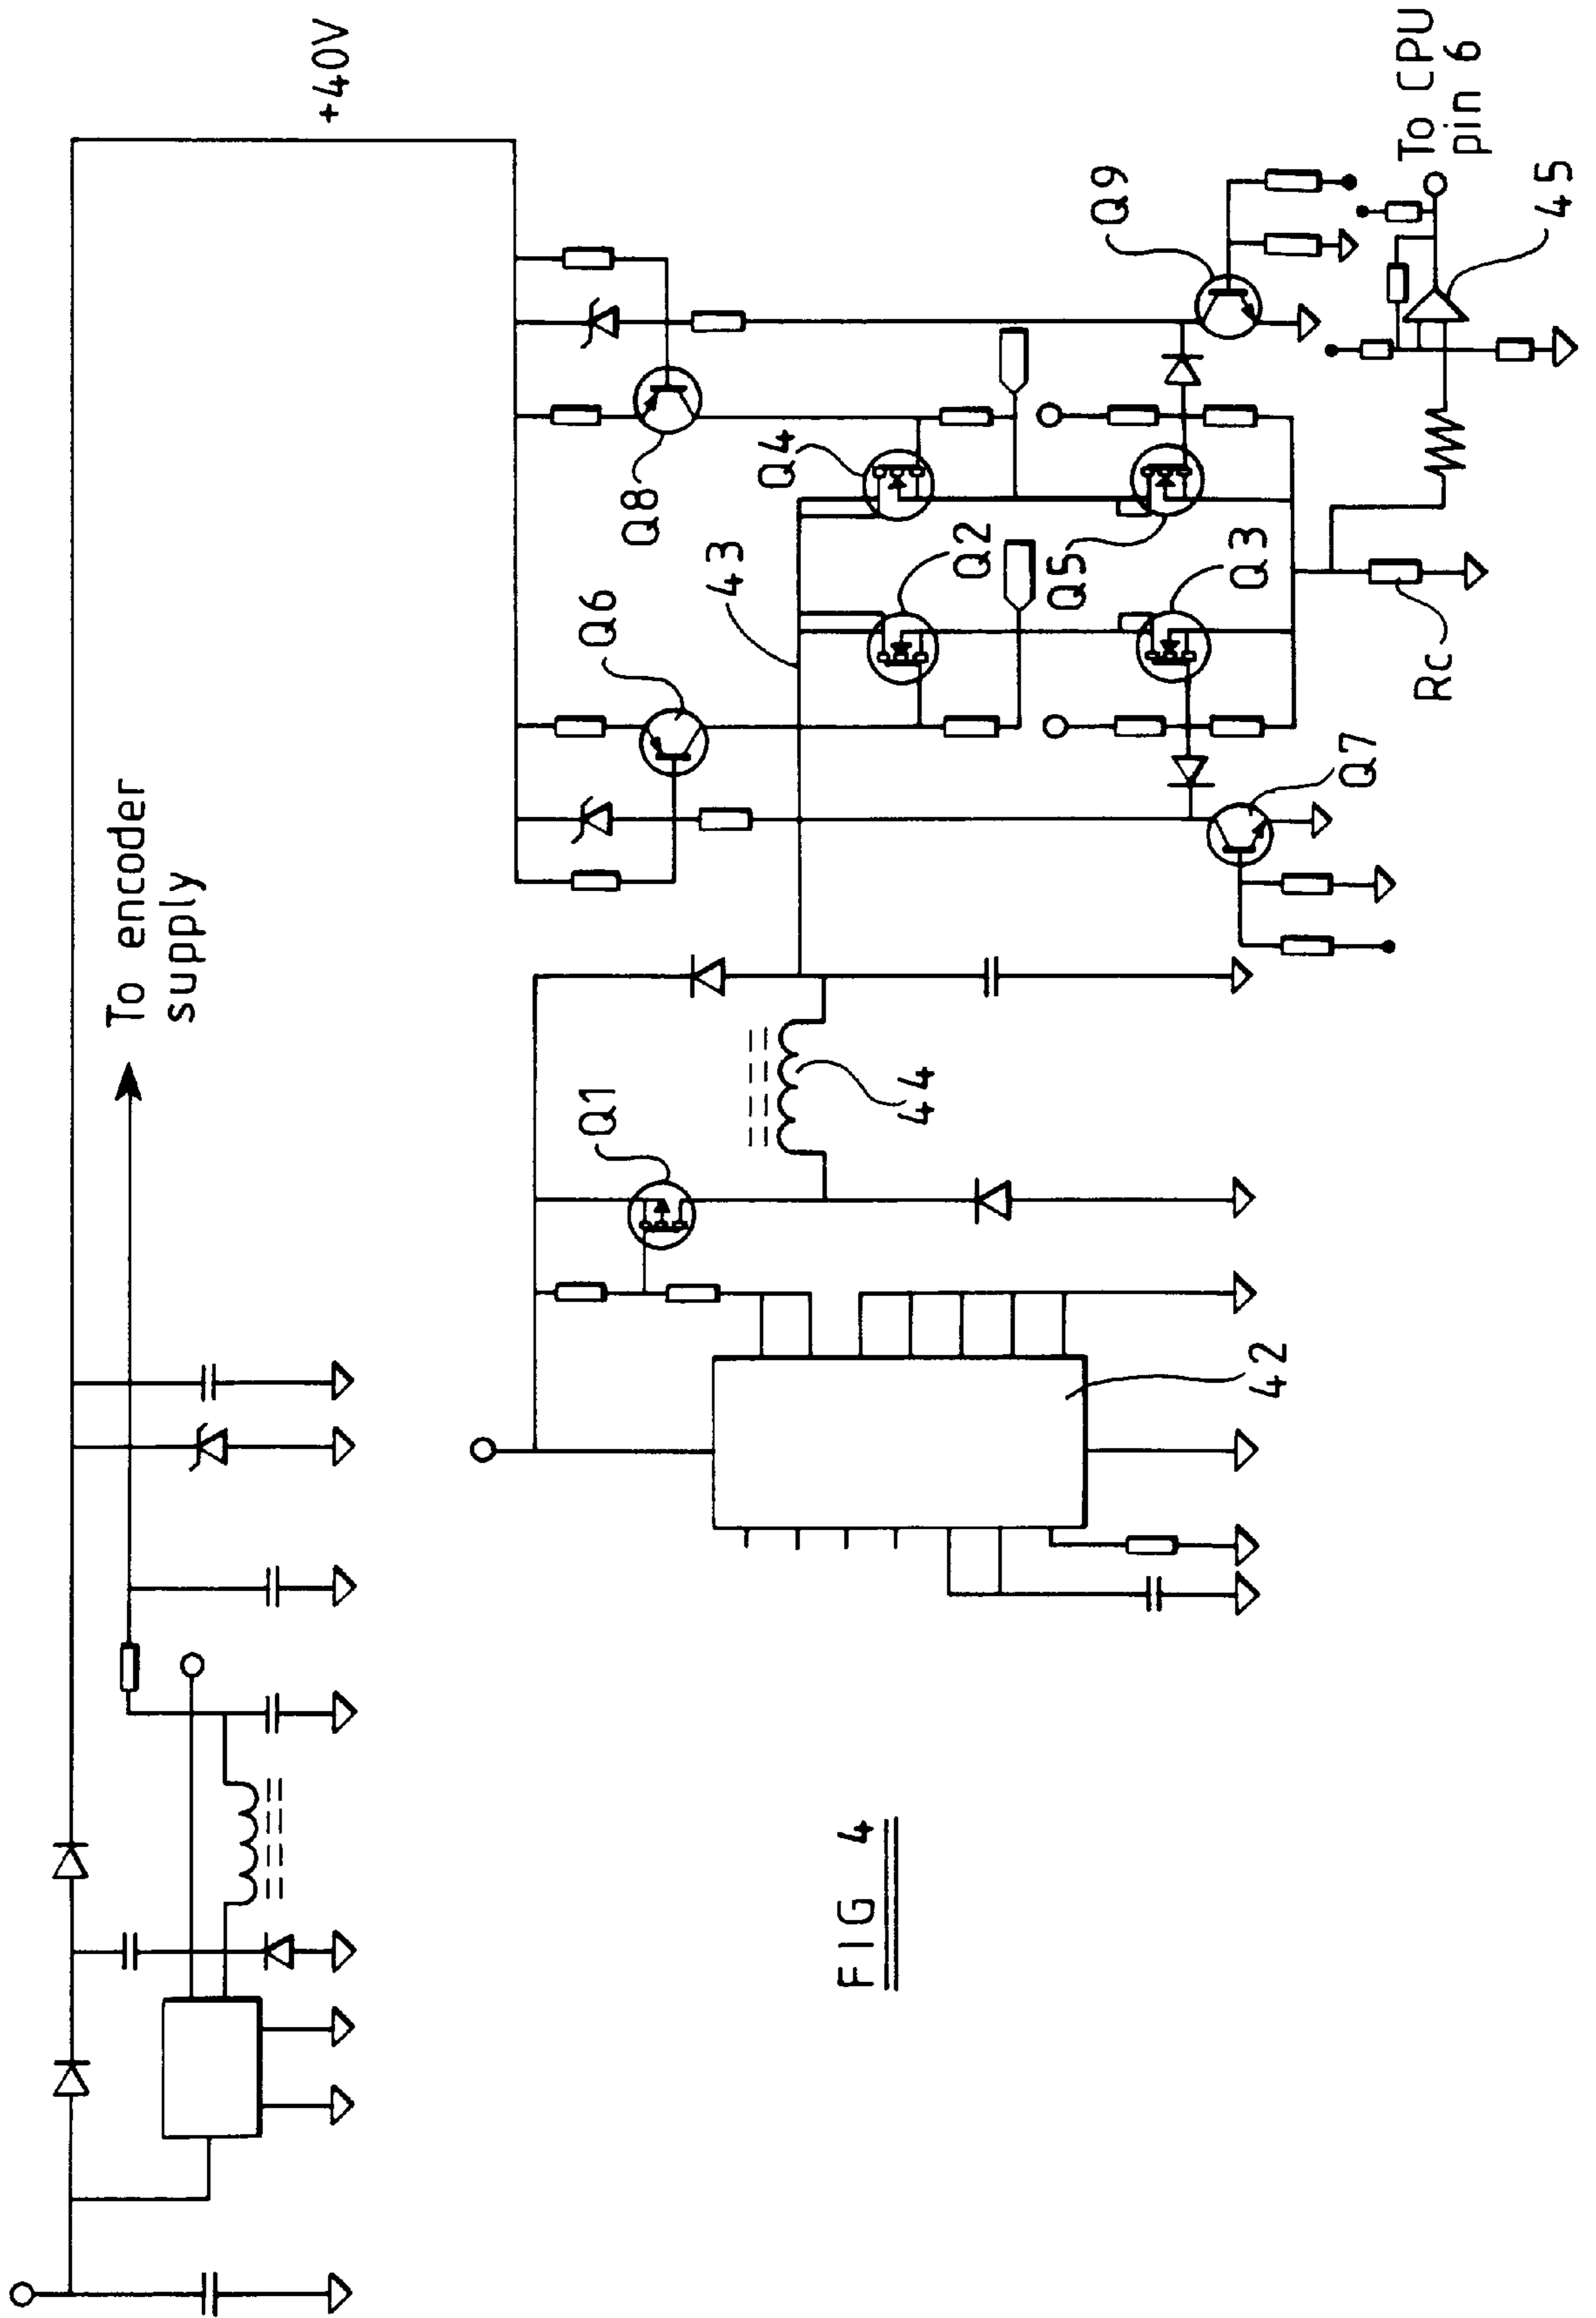 +40V
To encoder
supply
Q8
Q6
Q4
Q9
43
Q2
Q5
Q3
To CPU
pin 6
45
Rc
Q7
Q1
44
42
FIG 4